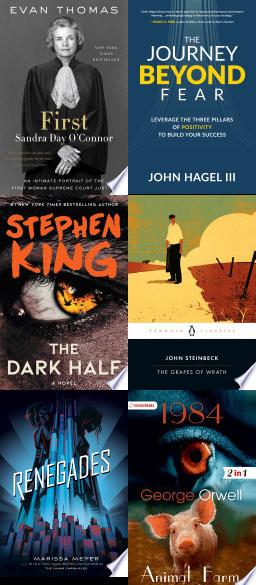 EVAN THOMAS
NEW YORK TIMES
BESTSELLER
First
Sandra Day O'Connor
AN INTIMATE PORTRAIT OF THE
FIRST WOMAN SUPREME COURT JUSTICE
THE
JOURNEY
BEYOND
FEAR
LEVERAGE THE THREE PILLARS
OF POSITIVITY
TO BUILD YOUR SUCCESS
JOHN HAGEL III
#1 NEW YORK TIMES BESTSELLING AUTHOR
STEPHEN
KING
THE
DARK HALF
A NOVEL
PENGUIN CLASSICS
JOHN STEINBECK
THE GRAPES OF WRATH
RENEGADES
MARISSA MEYER
1984
2 in 1
George Orwell
Animal Farm